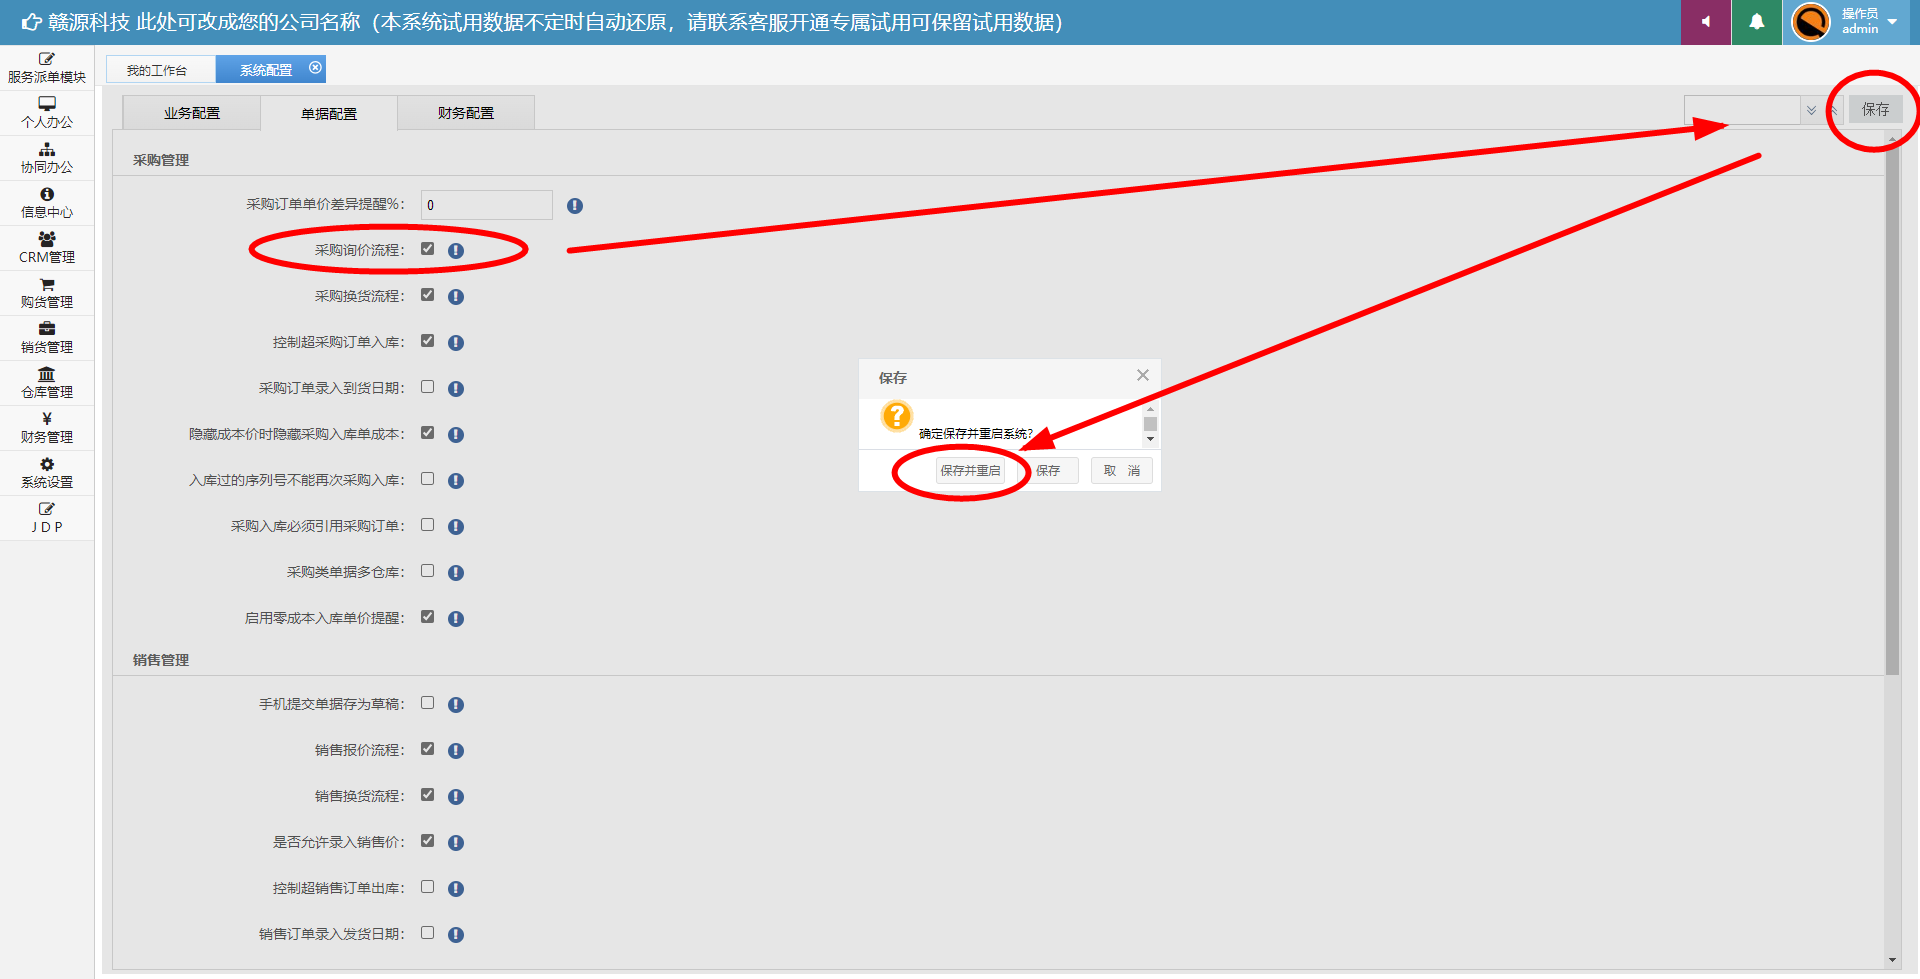 赣源科技 此处可改成您的公司名称（本系统试用数据不定时自动还原，请联系客服开通专属试用可保留试用数据）
操作员
admin
服务派单模块
个人办公
协同办公
信息中心
CRM管理
购货管理
销货管理
仓库管理
财务管理
系统设置
J D P
我的工作台
系统配置
业务配置
单据配置
财务配置
保存
采购管理
采购订单单价差异提醒%： 0
采购询价流程：
采购换货流程：
控制超采购订单入库：
采购订单录入到货日期：
隐藏成本价时隐藏采购入库单成本：
入库过的序列号不能再次采购入库：
采购入库必须引用采购订单：
采购类单据多仓库：
启用零成本入库单价提醒：
销售管理
手机提交单据存为草稿：
销售报价流程：
销售换货流程：
是否允许录入销售价：
控制超销售订单出库：
销售订单录入发货日期：
保存
确定保存并重启系统?
保存并重启
保存
取 消